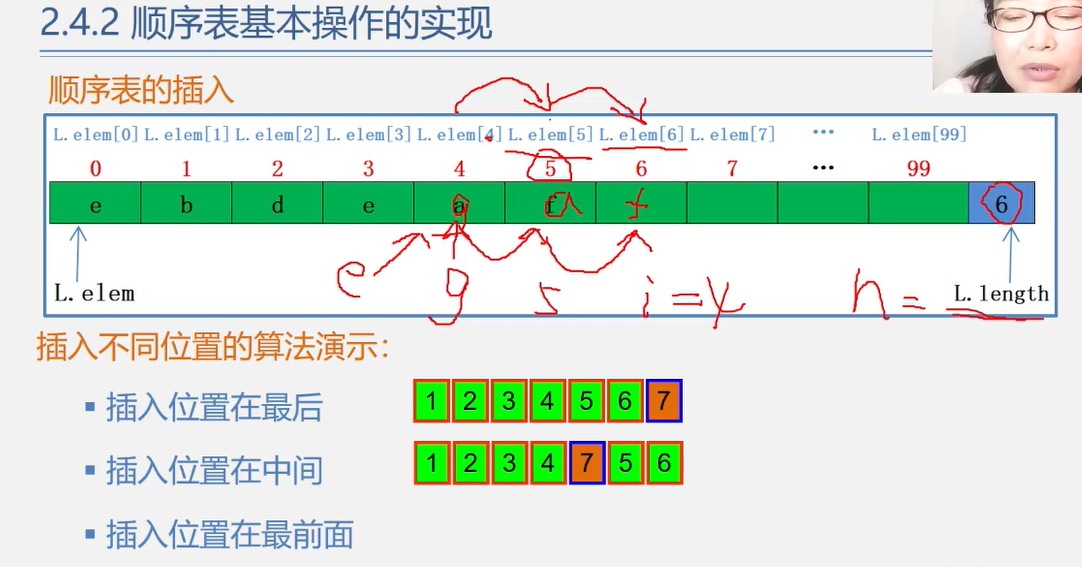 2.4.2 顺序表基本操作的实现
顺序表的插入
L.elem[0] L.elem[1] L.elem[2] L.elem[3] L.elem[4] L.elem[5] L.elem[6] L.elem[7] ··· L.elem[99]
0 1 2 3 4 5 6 7 ··· 99
e b d e a g f a f 6
e g 5 i= n=
L.elem L.length
插入不同位置的算法演示：
▪ 插入位置在最后 1 2 3 4 5 6 7
▪ 插入位置在中间 1 2 3 4 7 5 6
▪ 插入位置在最前面